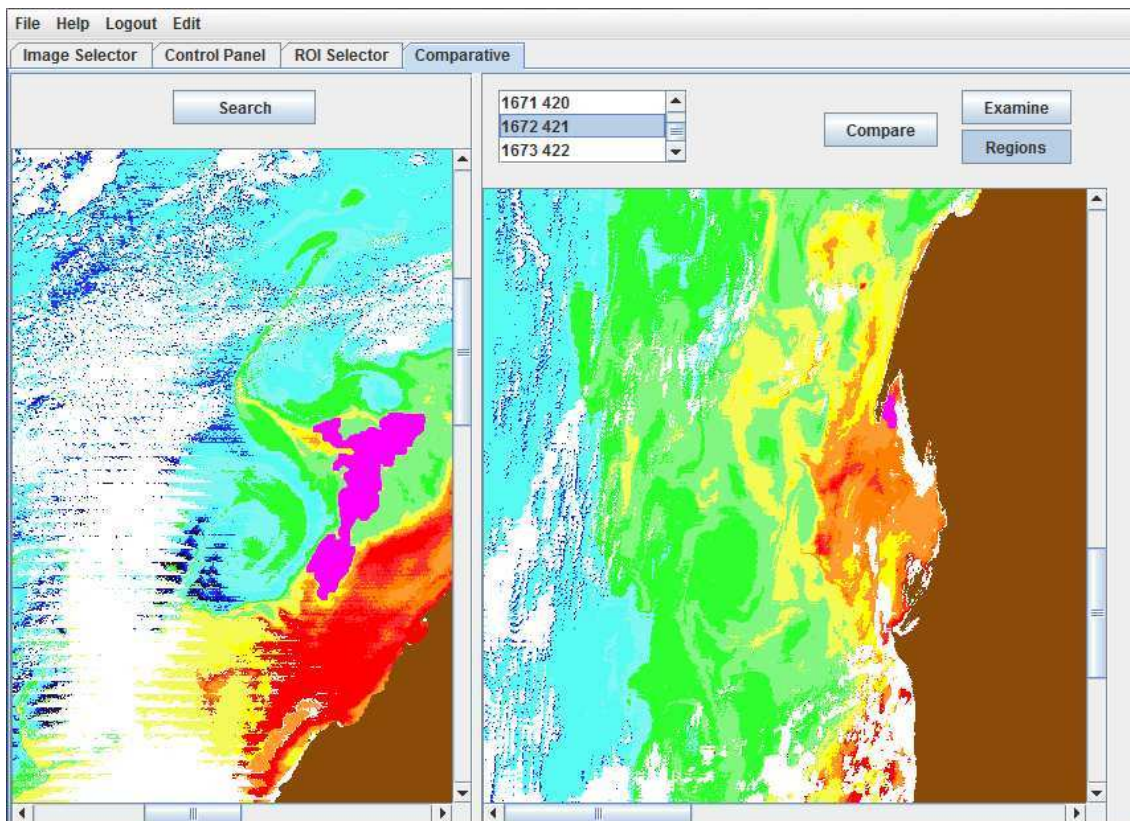 File Help Logout Edit
Image Selector Control Panel ROI Selector Comparative
Search
1671 420
1672 421
1673 422
Compare
Examine
Regions